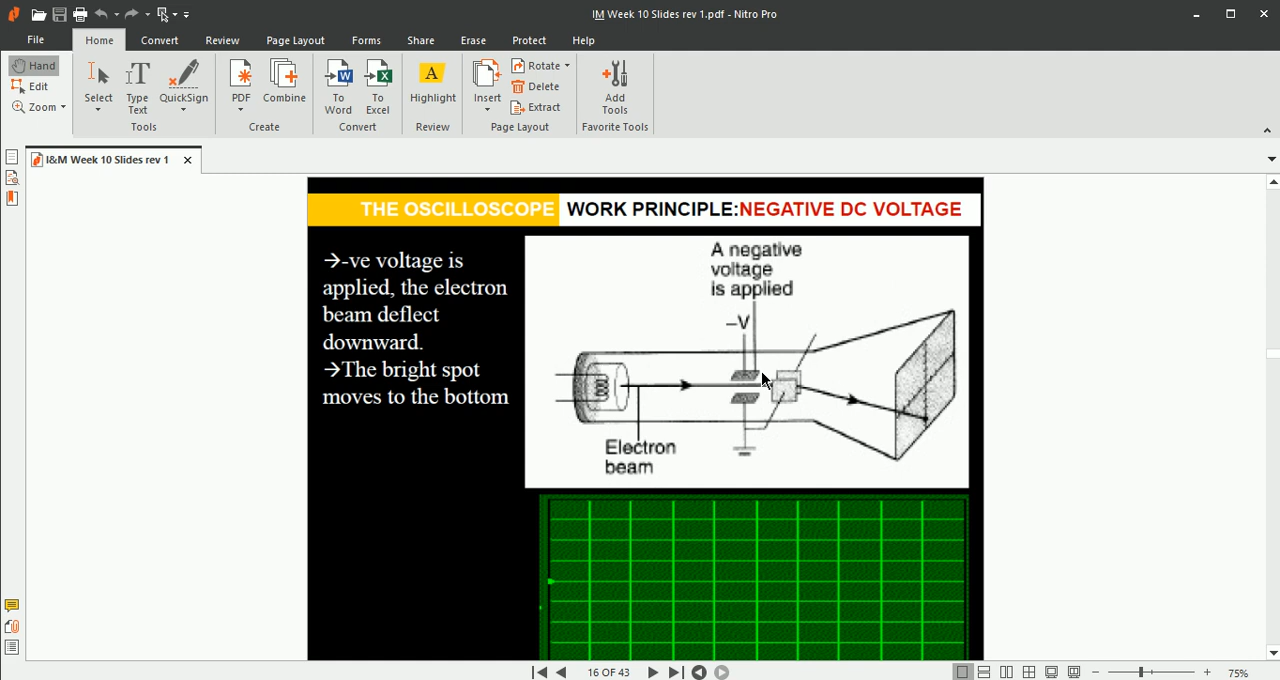 IM Week 10 Slides rev 1.pdf - Nitro Pro
File Home Convert Review Page Layout Forms Share Erase Protect Help
Hand
Edit
Zoom
Select
Type
Text
QuickSign
Tools
PDF
Combine
Create
To
Word
To
Excel
Convert
A
Highlight
Review
Insert
Rotate
Delete
Extract
Page Layout
Add
Tools
Favorite Tools
I&M Week 10 Slides rev 1
THE OSCILLOSCOPE WORK PRINCIPLE:NEGATIVE DC VOLTAGE
→-ve voltage is
applied, the electron
beam deflect
downward.
→The bright spot
moves to the bottom
A negative
voltage
is applied
–V
Electron
beam
16 OF 43
75%